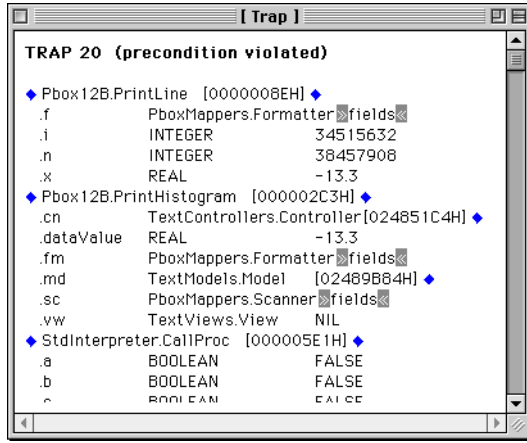 [ Trap ]
TRAP 20 (precondition violated)
◆ Pbox12B.PrintLine [0000008EH] ◆
.f PboxMappers.Formatter»fields«
.i INTEGER 34515632
.n INTEGER 38457908
.x REAL -13.3
◆ Pbox12B.PrintHistogram [000002C3H] ◆
.cn TextControllers.Controller[024851C4H] ◆
.dataValue REAL -13.3
.fm PboxMappers.Formatter»fields«
.md TextModels.Model [02489B84H] ◆
.sc PboxMappers.Scanner»fields«
.vw TextViews.View NIL
◆ StdInterpreter.CallProc [000005E1H] ◆
.a BOOLEAN FALSE
.b BOOLEAN FALSE
.c BOOLEAN FALSE